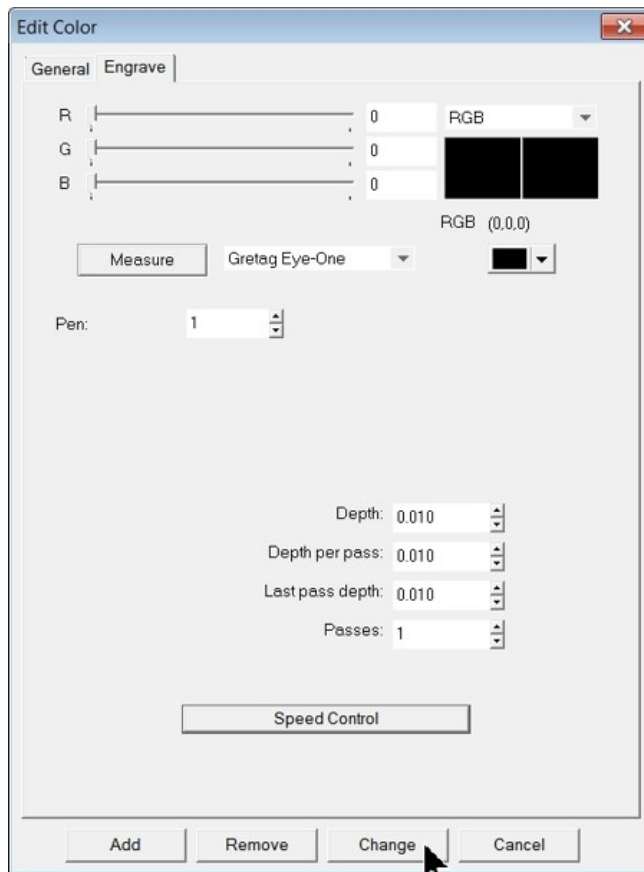 Edit Color
General Engrave
R 0 RGB
G 0
B 0
RGB (0,0,0)
Measure Gretag Eye-One
Pen: 1
Depth: 0.010
Depth per pass: 0.010
Last pass depth: 0.010
Passes: 1
Speed Control
Add Remove Change Cancel